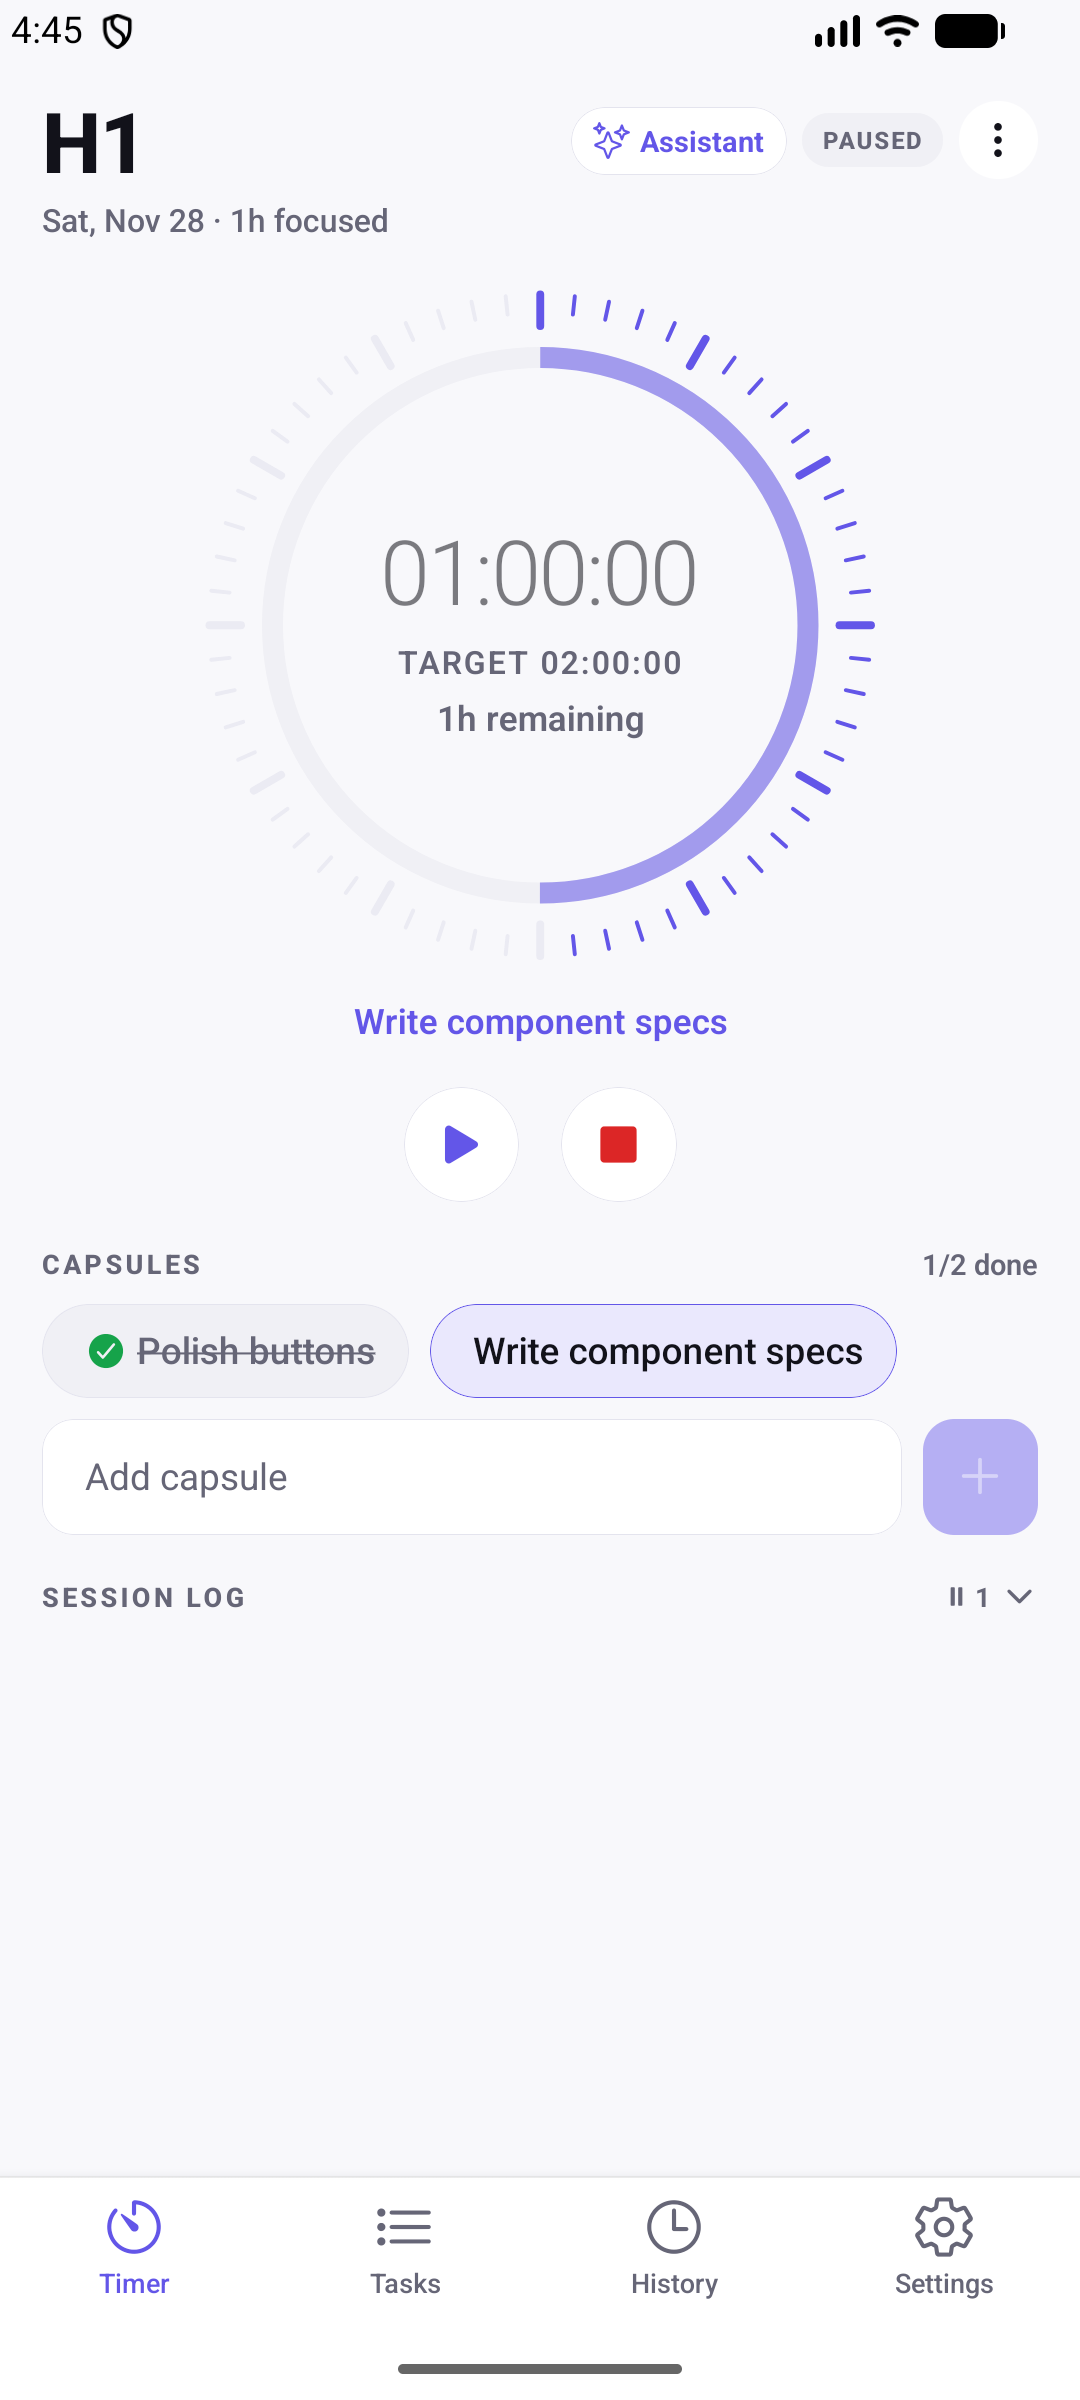 4:45
H1
Assistant
PAUSED
Sat, Nov 28 · 1h focused
01:00:00
TARGET 02:00:00
1h remaining
Write component specs
CAPSULES
1/2 done
Polish buttons
Write component specs
Add capsule
SESSION LOG
1
Timer
Tasks
History
Settings